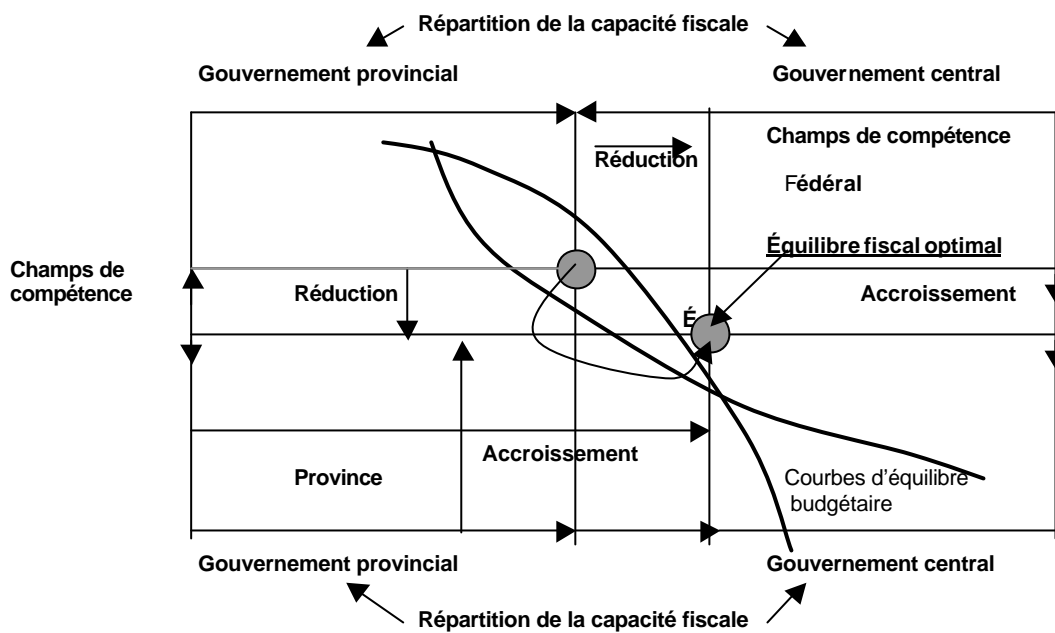 Répartition de la capacité fiscale
Gouvernement provincial
Gouvernement central
Champs de compétence
Réduction
Fédéral
Équilibre fiscal optimal
Champs de
compétence
Réduction
Accroissement
É
Accroissement
Province
Courbes d'équilibre
budgétaire
Gouvernement provincial
Gouvernement central
Répartition de la capacité fiscale